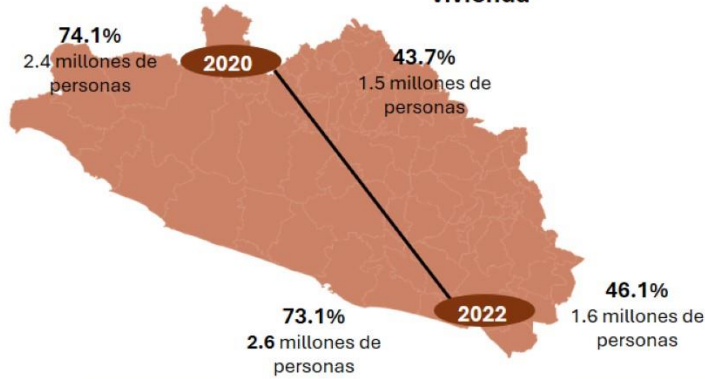 vivienda
74.1%
2.4 millones de
personas
2020
43.7%
1.5 millones de
personas
73.1%
2.6 millones de
personas
2022
46.1%
1.6 millones de
personas